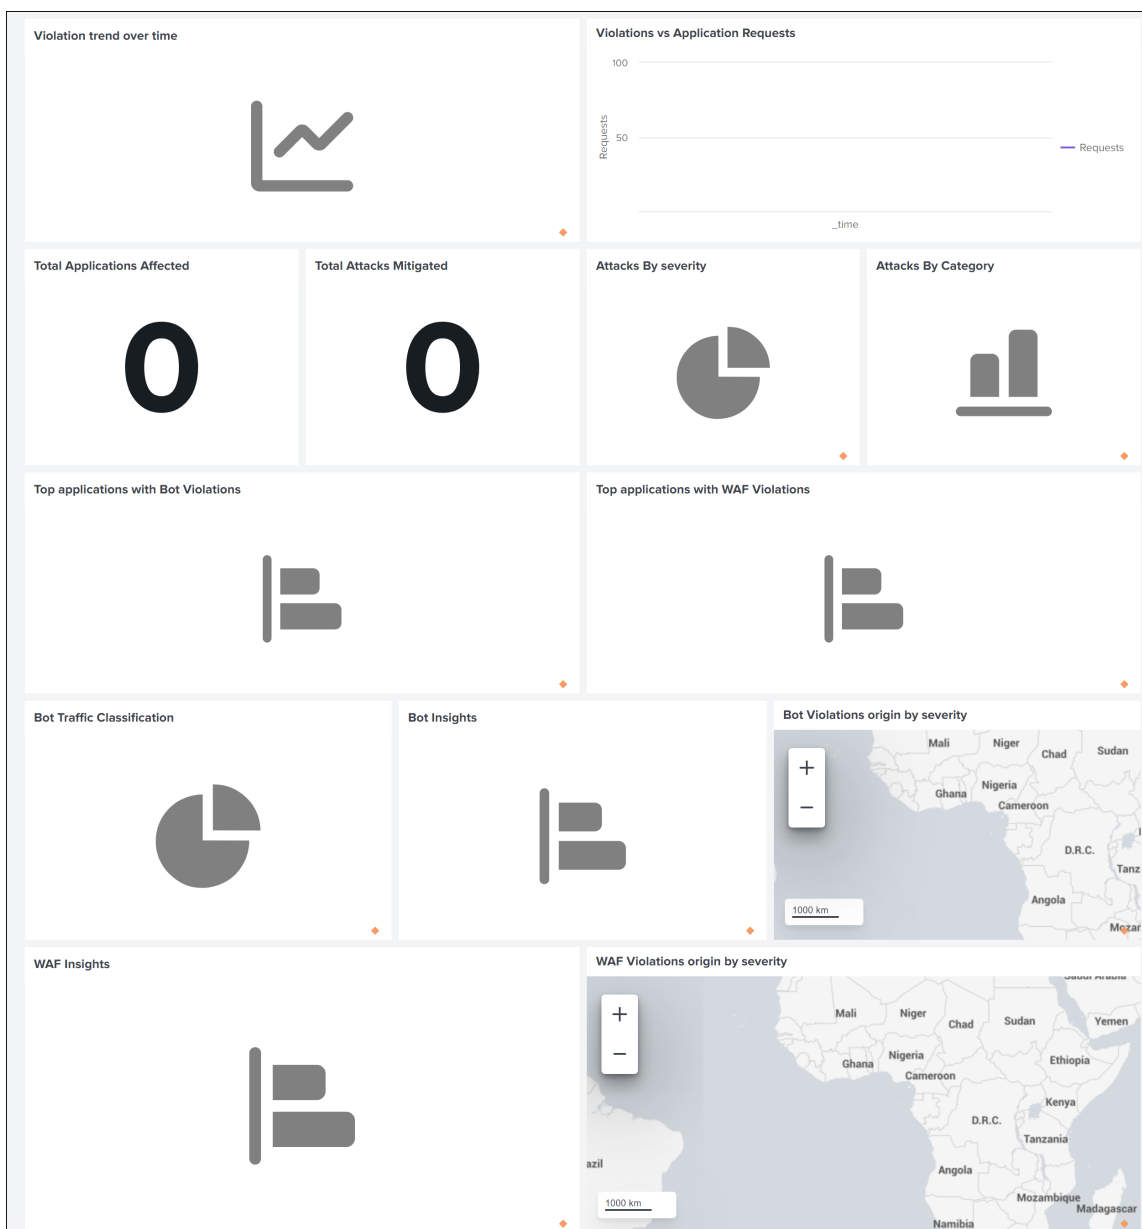 Violation trend over time
Violations vs Application Requests
100
50
Requests
Requests
_time
Total Applications Affected
Total Attacks Mitigated
Attacks By severity
Attacks By Category
0
0
Top applications with Bot Violations
Top applications with WAF Violations
Bot Traffic Classification
Bot Insights
Bot Violations origin by severity
+
−
Mali
Niger
Chad
Sudan
Nigeria
Ghana
Cameroon
D.R.C.
Tanz
Angola
1000 km
Mozar
WAF Insights
WAF Violations origin by severity
Saudi Arabia
+
−
Mali
Niger
Chad
Sudan
Yemen
Nigeria
Ghana
Ethiopia
Cameroon
Kenya
D.R.C.
Tanzania
azil
Angola
1000 km
Mozambique
Madagascar
Namibia